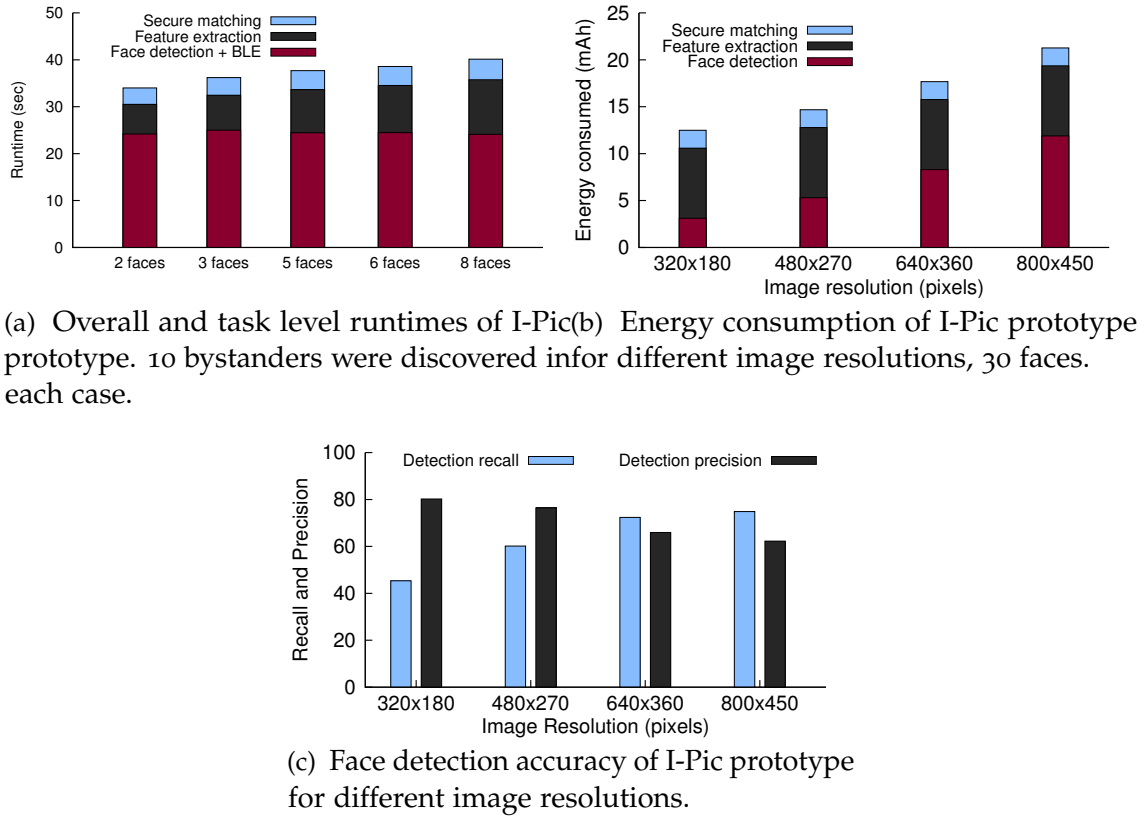 50
40
30
20
10
0
Runtime (sec)
Secure matching
Feature extraction
Face detection + BLE
2 faces
3 faces
5 faces
6 faces
8 faces
25
20
15
10
5
0
Energy consumed (mAh)
Secure matching
Feature extraction
Face detection
320x180
480x270
640x360
800x450
Image resolution (pixels)
(a) Overall and task level runtimes of I-Pic
prototype. 10 bystanders were discovered in
each case.
(b) Energy consumption of I-Pic prototype
for different image resolutions, 30 faces.
100
80
60
40
20
0
Recall and Precision
Detection recall
Detection precision
320x180
480x270
640x360
800x450
Image Resolution (pixels)
(c) Face detection accuracy of I-Pic prototype
for different image resolutions.